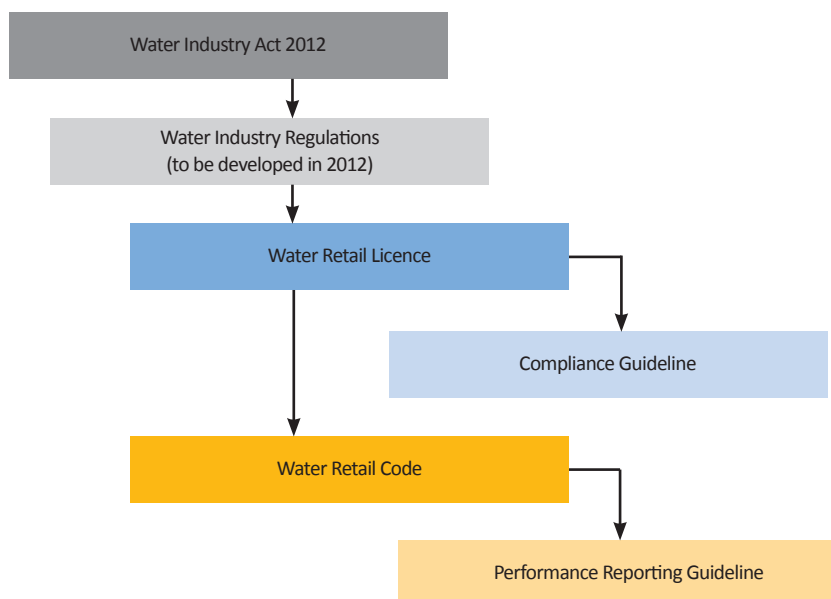 Water Industry Act 2012
Water Industry Regulations
(to be developed in 2012)
Water Retail Licence
Compliance Guideline
Water Retail Code
Performance Reporting Guideline